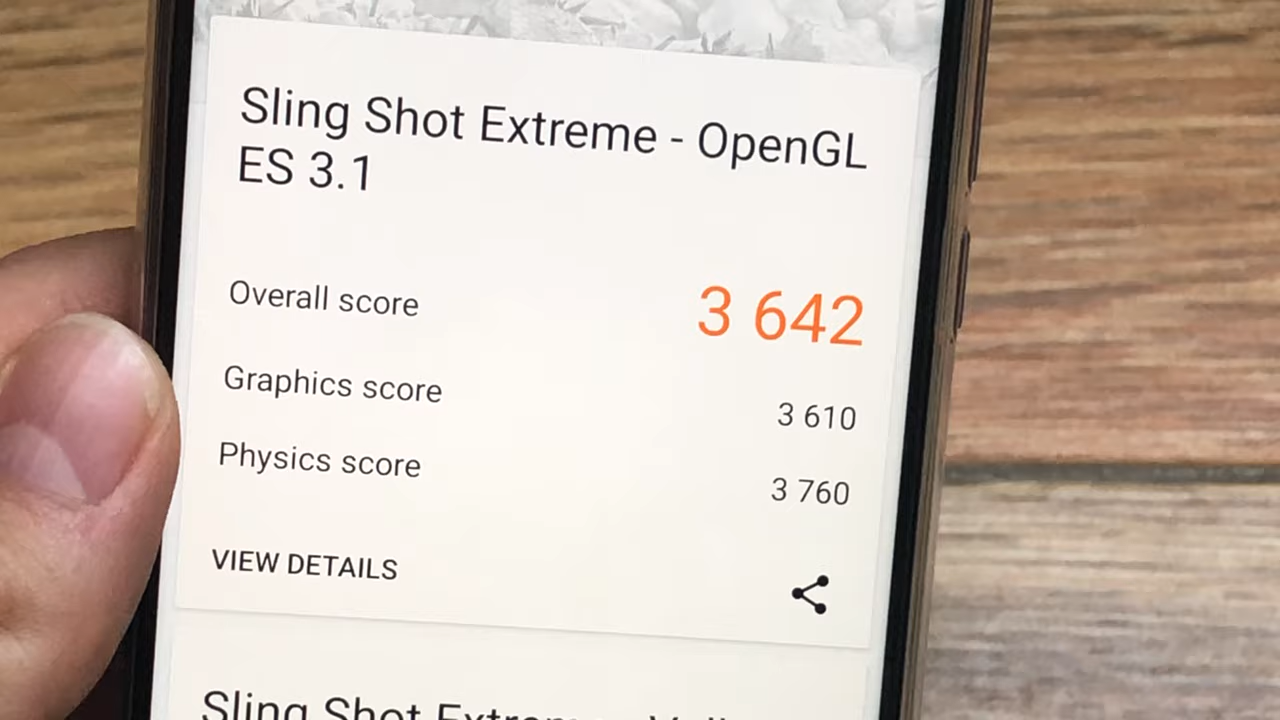 Sling Shot Extreme - OpenGL
ES 3.1
Overall score 3 642
Graphics score 3 610
Physics score 3 760
VIEW DETAILS
Sling Shot